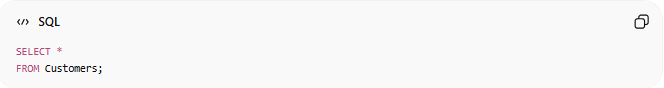 </> SQL
SELECT *
FROM Customers;